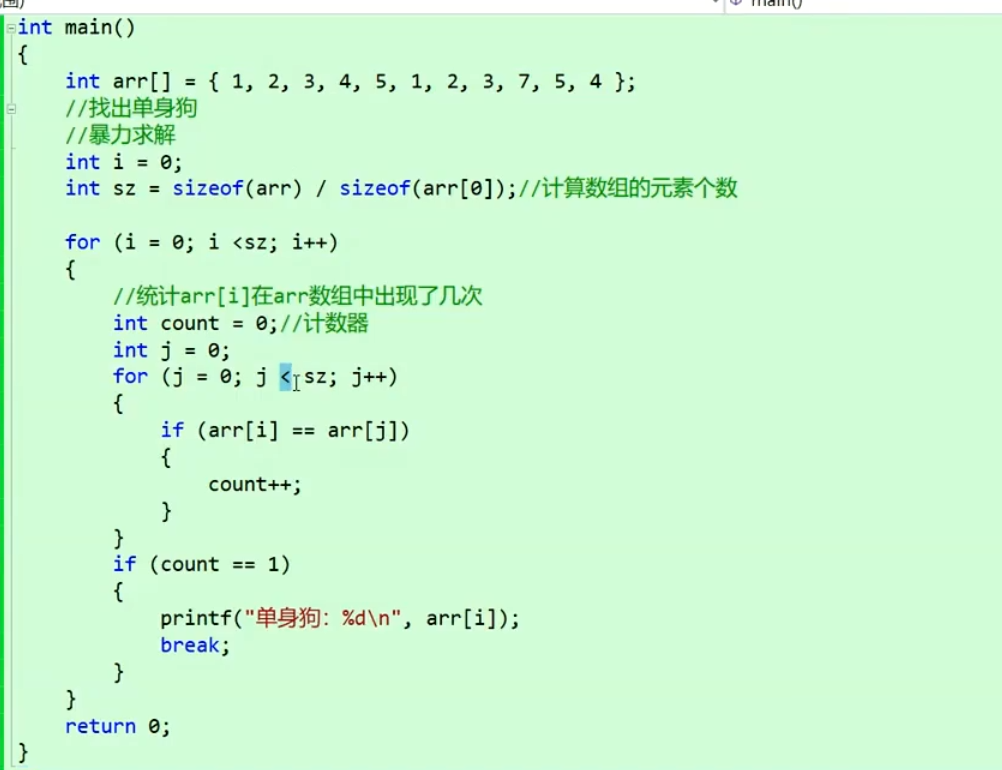 main()
int main()
{
    int arr[] = { 1, 2, 3, 4, 5, 1, 2, 3, 7, 5, 4 };
    //找出单身狗
    //暴力求解
    int i = 0;
    int sz = sizeof(arr) / sizeof(arr[0]);//计算数组的元素个数
    for (i = 0; i <sz; i++)
    {
        //统计arr[i]在arr数组中出现了几次
        int count = 0;//计数器
        int j = 0;
        for (j = 0; j < sz; j++)
        {
            if (arr[i] == arr[j])
            {
                count++;
            }
        }
        if (count == 1)
        {
            printf("单身狗：%d\n", arr[i]);
            break;
        }
    }
    return 0;
}